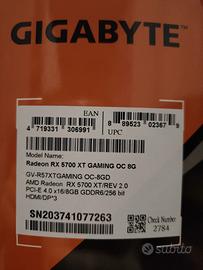 GIGABYTE™
EAN
4 719331 306991
8 89523 02367 9
UPC
Model Name:
Radeon RX 5700 XT GAMING OC 8G
GV-R57XTGAMING OC-8GD
AMD Radeon RX 5700 XT/REV 2.0
PCI-E 4.0 x16/8GB GDDR6/256 bit
HDMI/DP*3
SN203741077263
Check Number
2784
subito